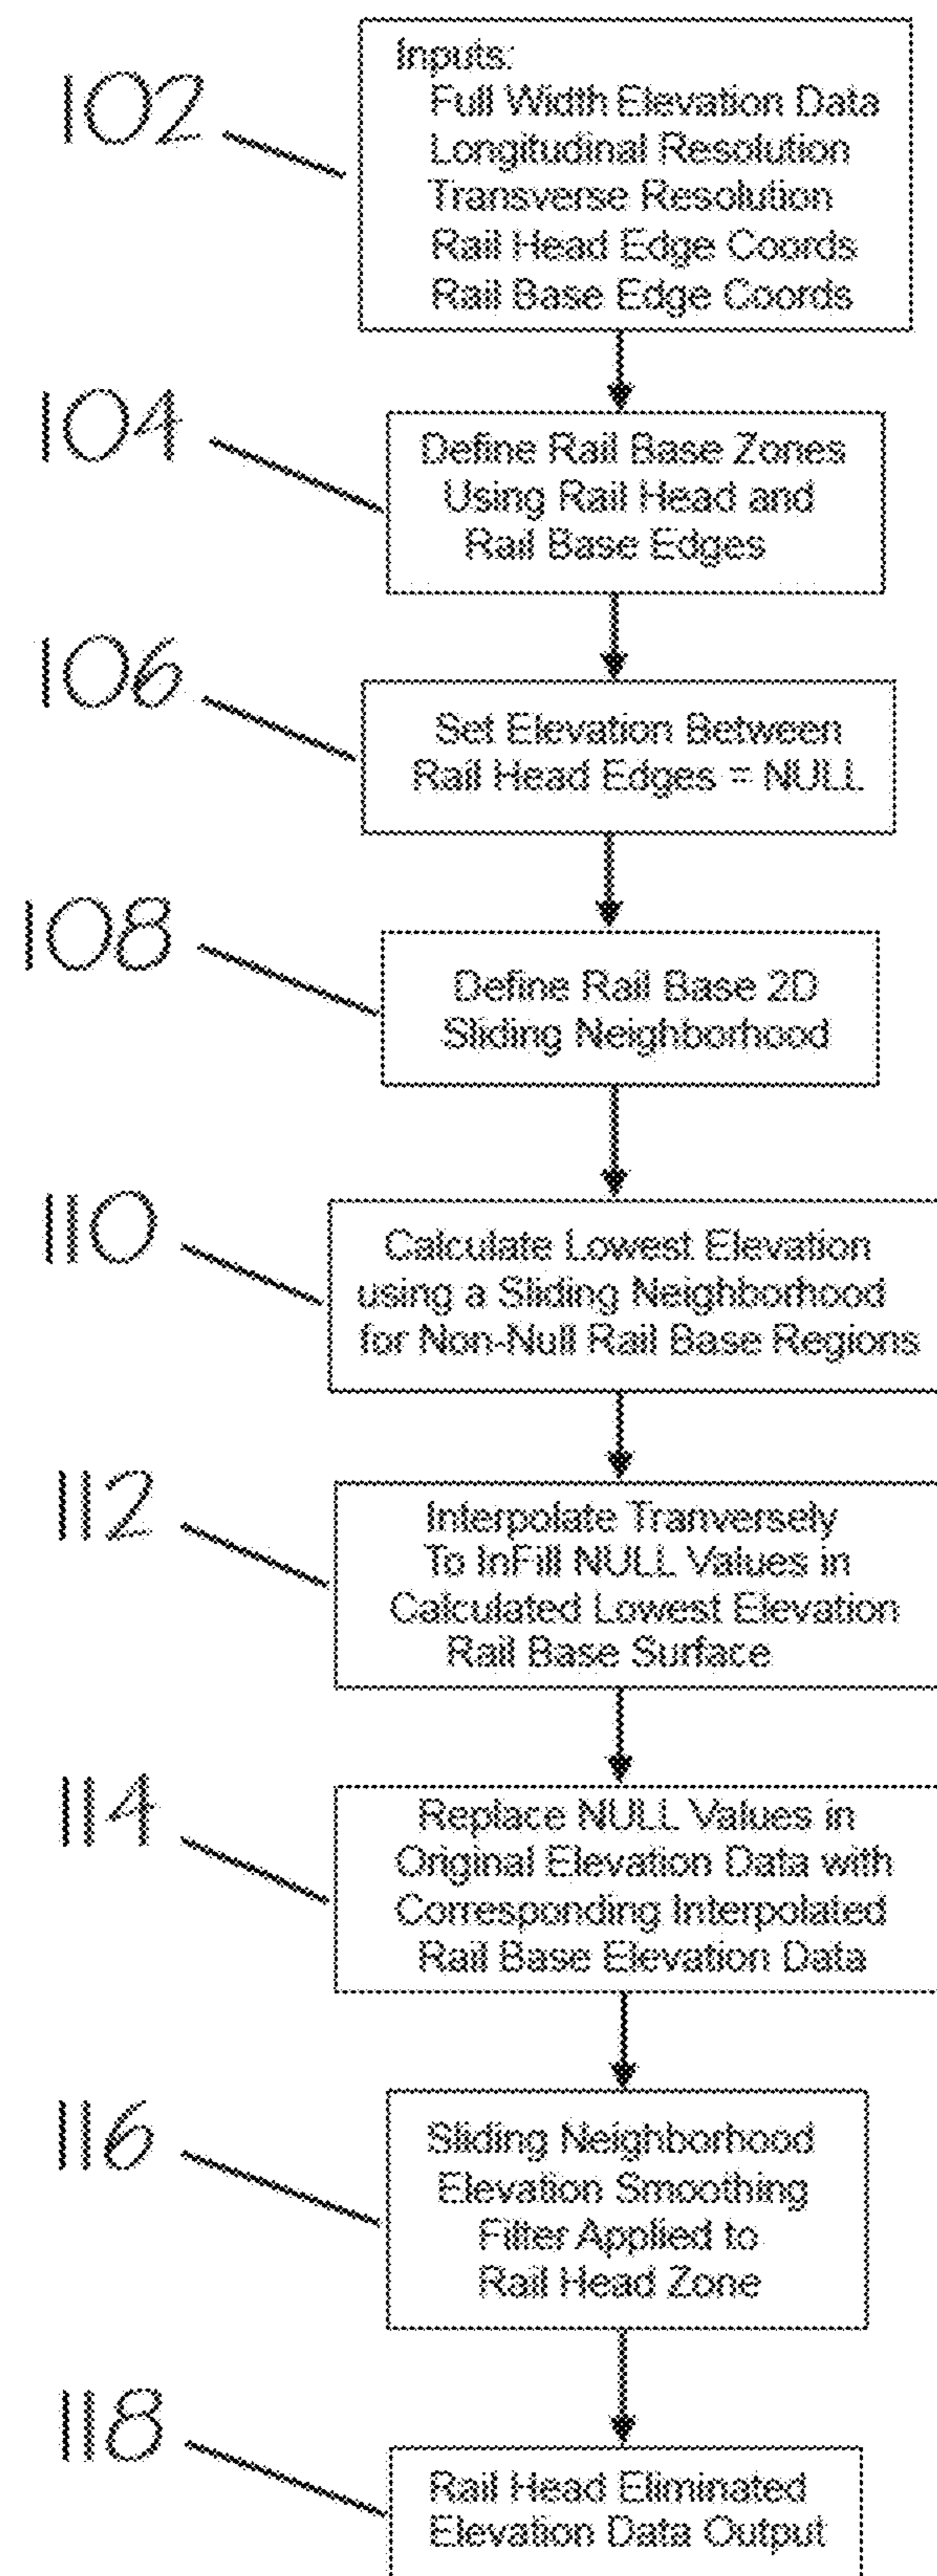 102
Inputs:
Full Width Elevation Data
Longitudinal Resolution
Transverse Resolution
Rail Head Edge Coords
Rail Base Edge Coords
104
Define Rail Base Zones
Using Rail Head and
Rail Base Edges
106
Set Elevation Between
Rail Head Edges = NULL
108
Define Rail Base 2D
Sliding Neighborhood
110
Calculate Lowest Elevation
using a Sliding Neighborhood
for Non-Null Rail Base Regions
112
Interpolate Tranversely
To InFill NULL Values in
Calculated Lowest Elevation
Rail Base Surface
114
Replace NULL Values in
Original Elevation Data with
Corresponding Interpolated
Rail Base Elevation Data
116
Sliding Neighborhood
Elevation Smoothing
Filter Applied to
Rail Head Zone
118
Rail Head Eliminated
Elevation Data Output